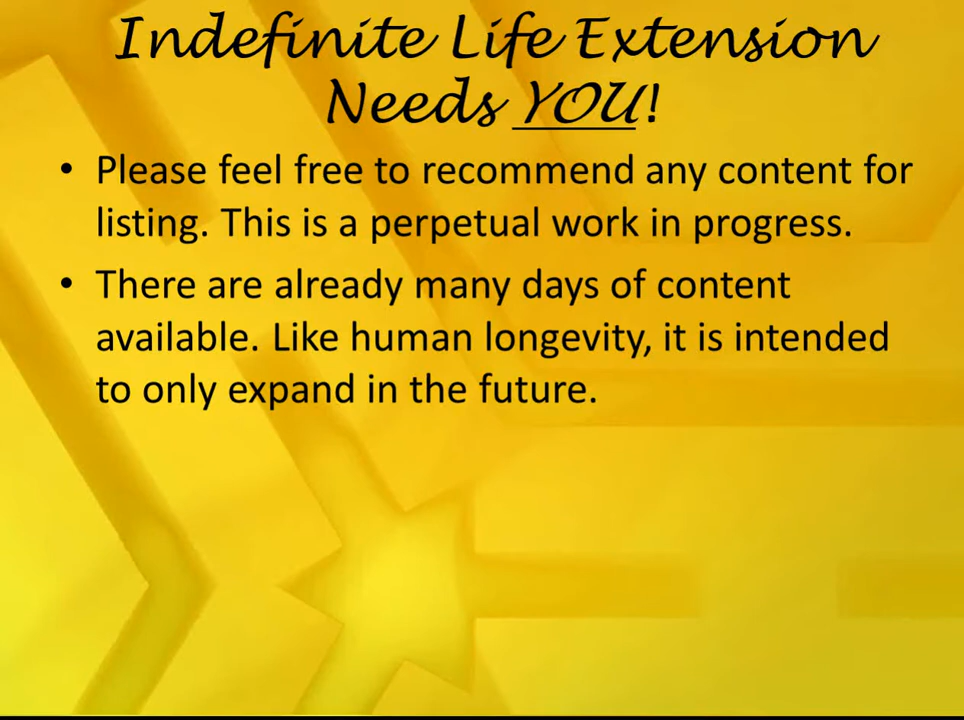 Indefinite Life Extension
Needs YOU!
• Please feel free to recommend any content for
listing. This is a perpetual work in progress.
• There are already many days of content
available. Like human longevity, it is intended
to only expand in the future.